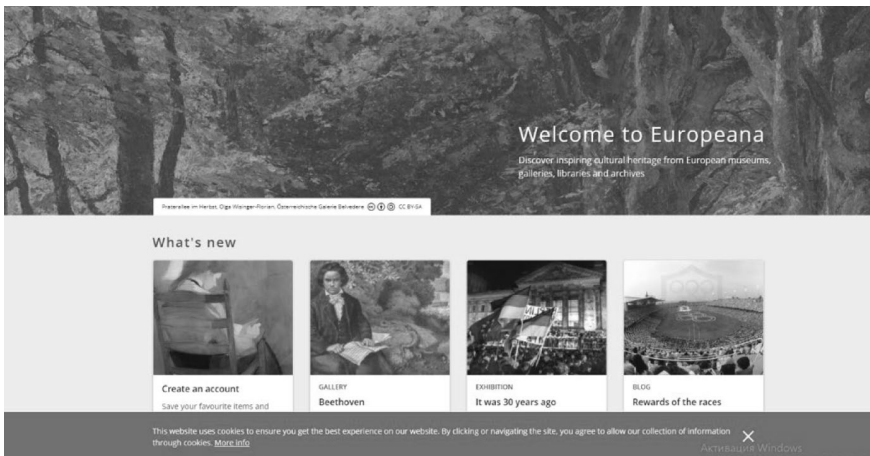 Welcome to Europeana
Discover inspiring cultural heritage from European museums,
galleries, libraries and archives
Praterallee im Herbst, Olga Wisinger-Florian, Österreichische Galerie Belvedere CC BY-SA
What's new
Create an account
Save your favourite items and
GALLERY
Beethoven
EXHIBITION
It was 30 years ago
BLOG
Rewards of the races
This website uses cookies to ensure you get the best experience on our website. By clicking or navigating the site, you agree to allow our collection of information
through cookies. More info
Активация Windows